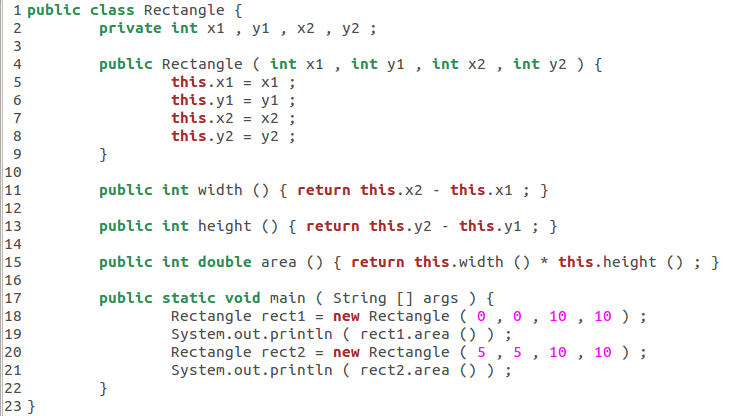 1 public class Rectangle {
2 private int x1 , y1 , x2 , y2 ;
3
4 public Rectangle ( int x1 , int y1 , int x2 , int y2 ) {
5 this.x1 = x1 ;
6 this.y1 = y1 ;
7 this.x2 = x2 ;
8 this.y2 = y2 ;
9 }
10
11 public int width () { return this.x2 - this.x1 ; }
12
13 public int height () { return this.y2 - this.y1 ; }
14
15 public int double area () { return this.width () * this.height () ; }
16
17 public static void main ( String [] args ) {
18 Rectangle rect1 = new Rectangle ( 0 , 0 , 10 , 10 ) ;
19 System.out.println ( rect1.area () ) ;
20 Rectangle rect2 = new Rectangle ( 5 , 5 , 10 , 10 ) ;
21 System.out.println ( rect2.area () ) ;
22 }
23 }